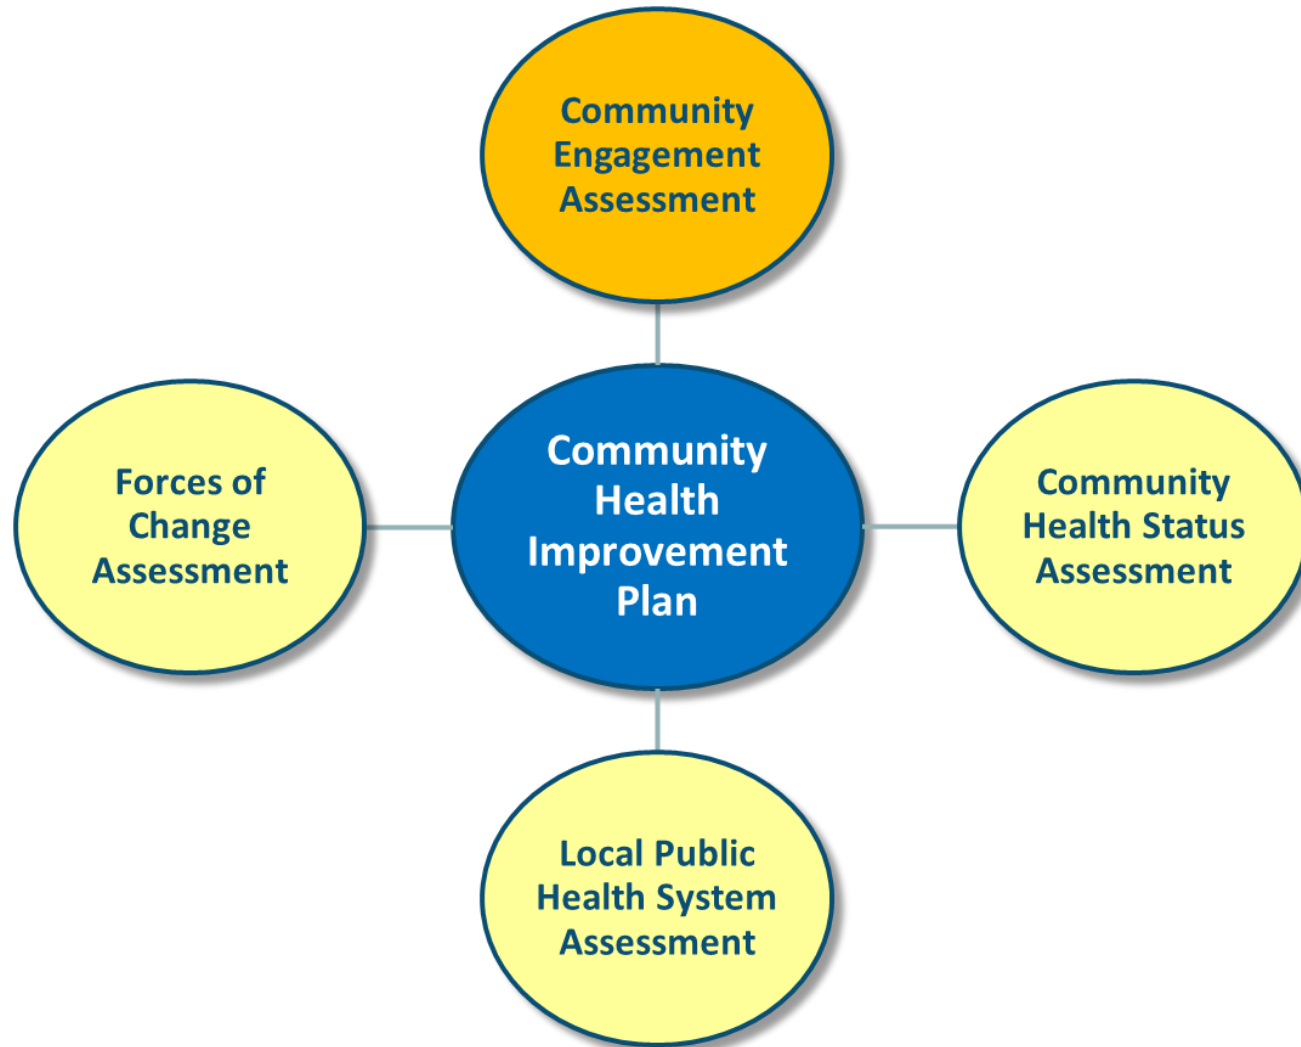 Community
Engagement
Assessment
Forces of
Change
Assessment
Community
Health
Improvement
Plan
Community
Health Status
Assessment
Local Public
Health System
Assessment